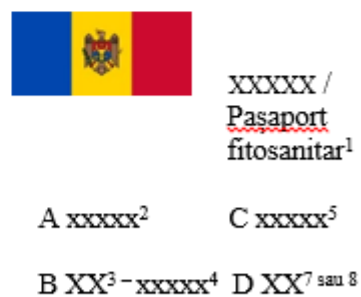 XXXXX /
Pașaport
fitosanitar¹
A xxxxx² C xxxxx⁵
B XX³ – xxxxx⁴ D XX⁷ ˢᵃᵘ ⁸